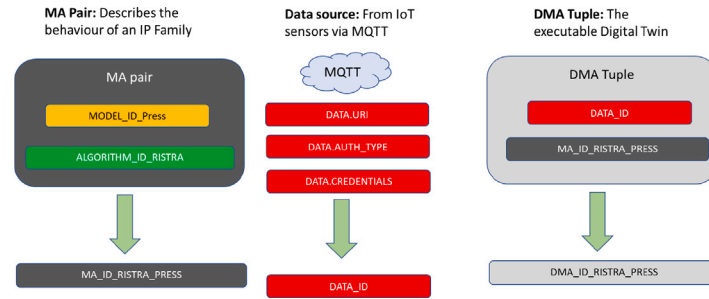 MA Pair: Describes the
behaviour of an IP Family
MA pair
MODEL_ID_Press
ALGORITHM_ID_RISTRA
MA_ID_RISTRA_PRESS
Data source: From IoT
sensors via MQTT
MQTT
DATA.URI
DATA.AUTH_TYPE
DATA.CREDENTIALS
DATA_ID
DMA Tuple: The
executable Digital Twin
DMA Tuple
DATA_ID
MA_ID_RISTRA_PRESS
DMA_ID_RISTRA_PRESS